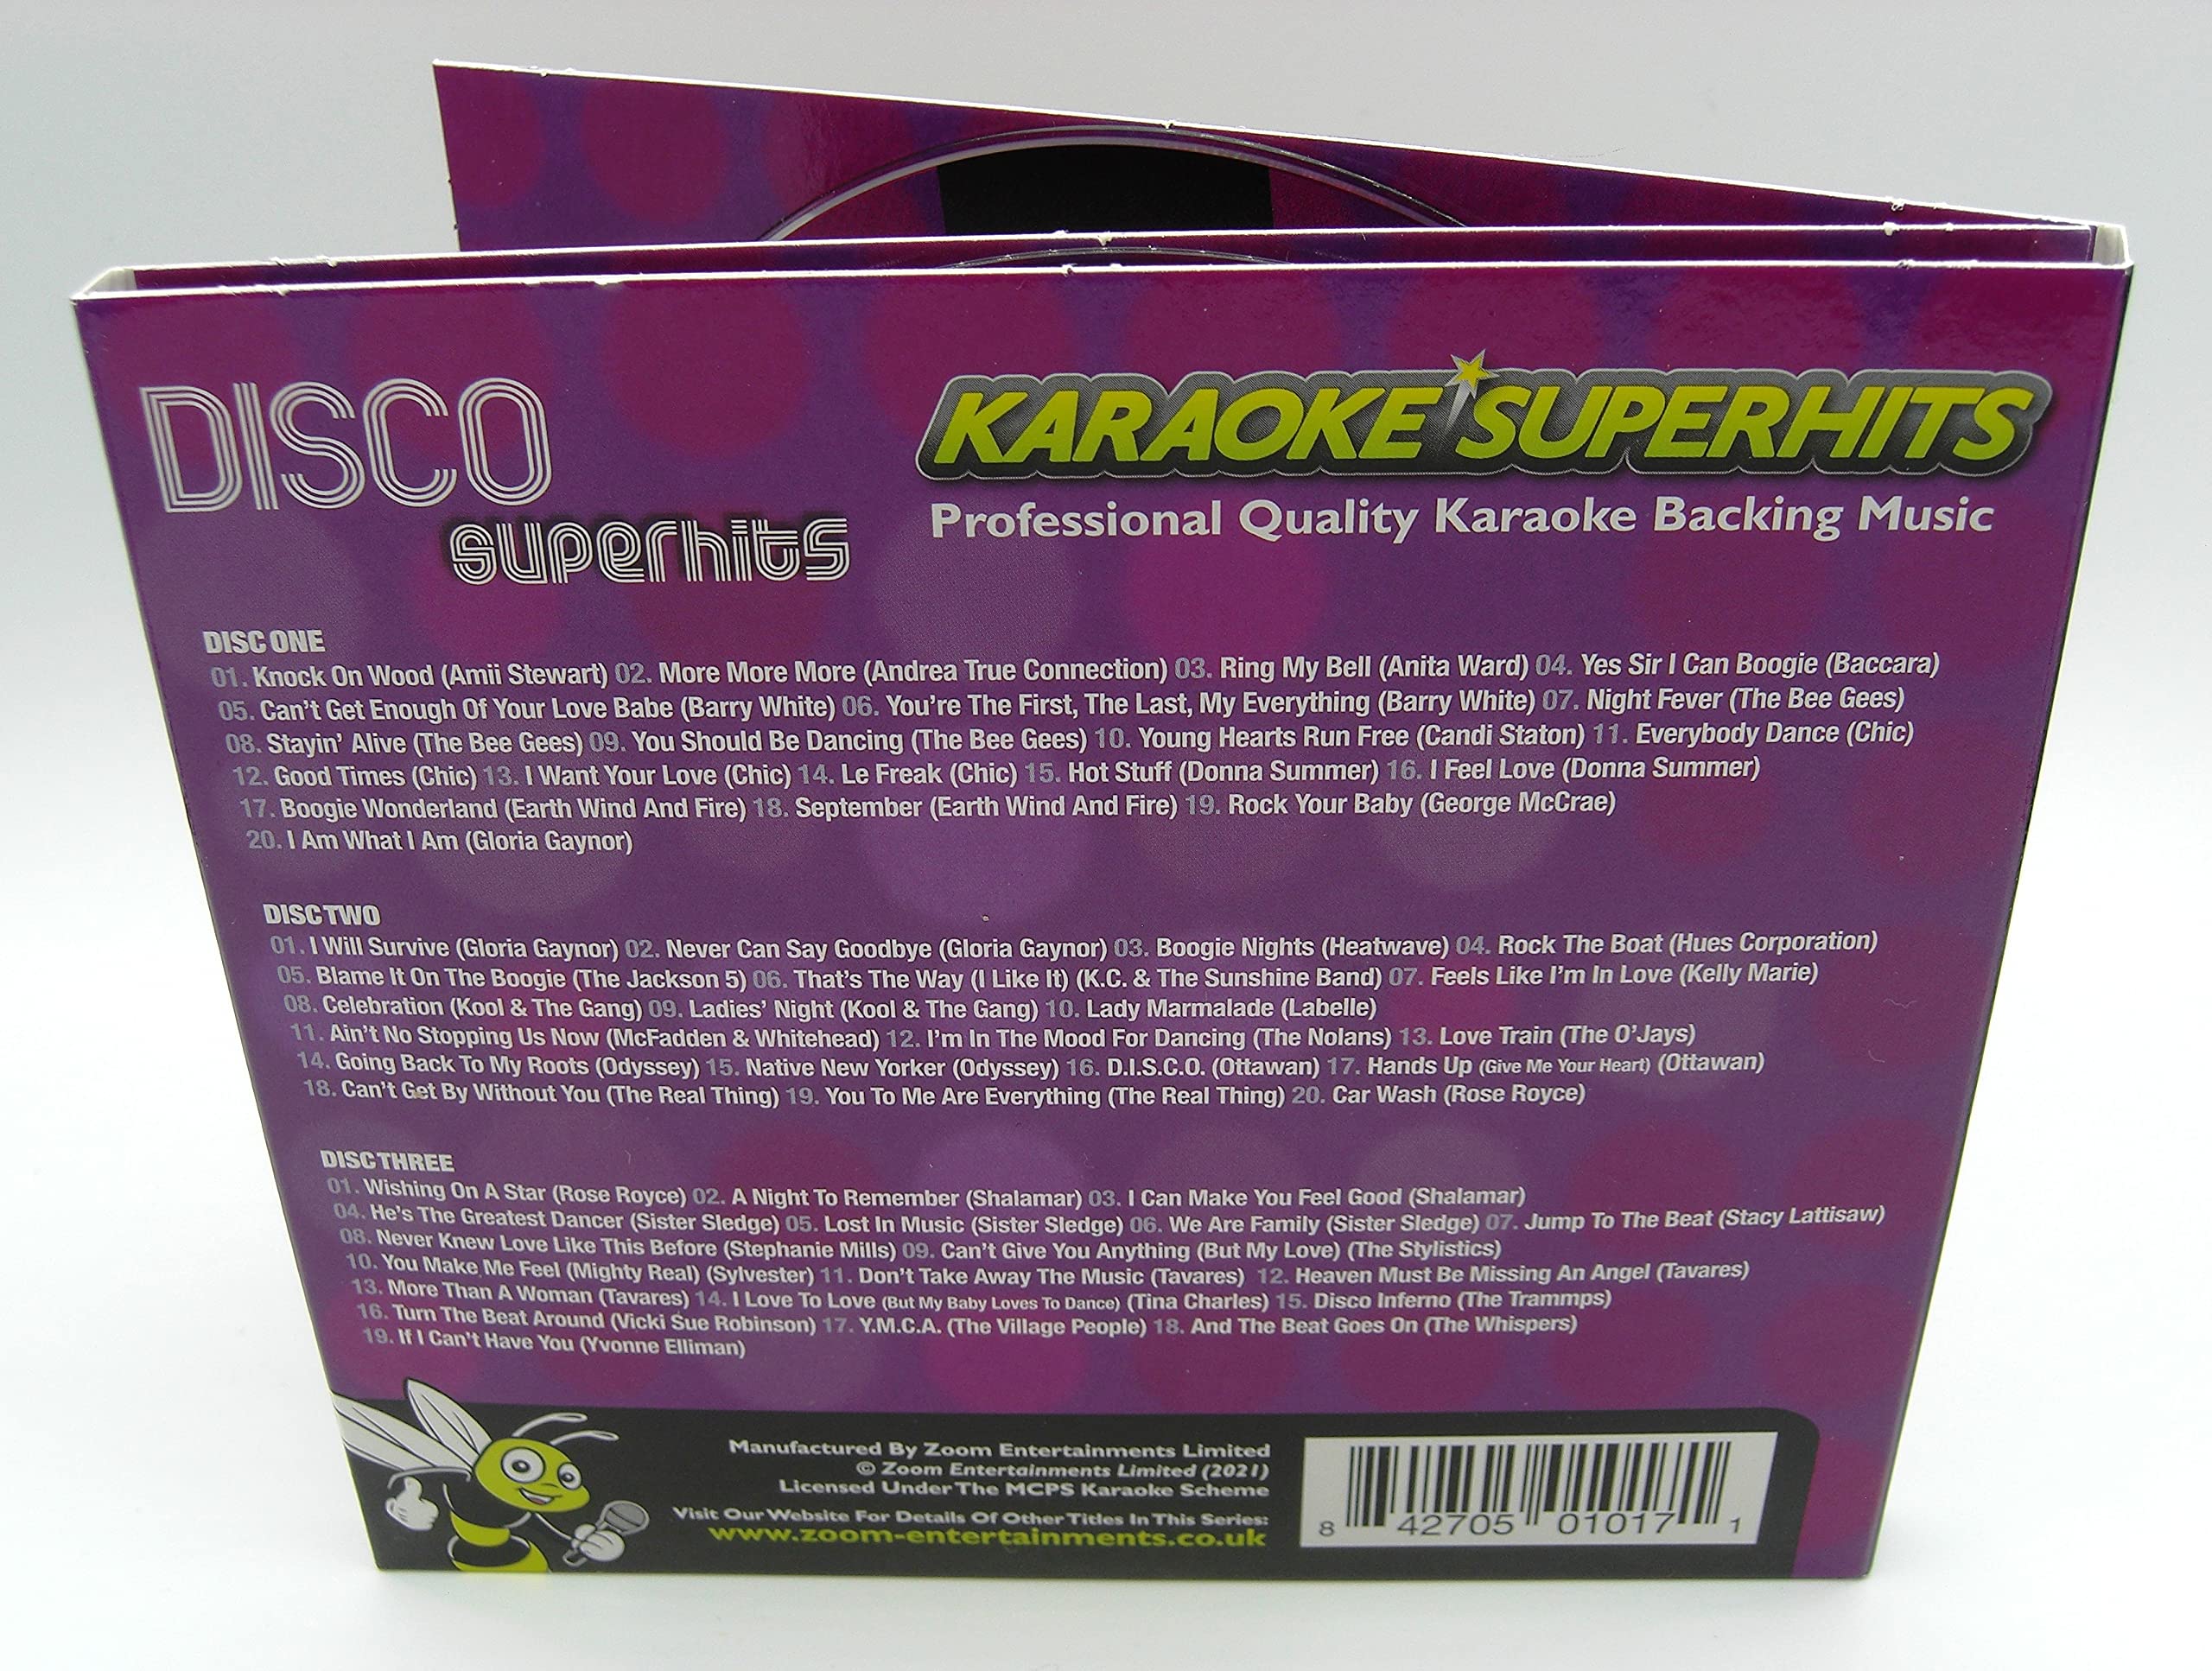 DISCO
superhits
KARAOKE SUPERHITS
Professional Quality Karaoke Backing Music
DISC ONE
01. Knock On Wood (Amii Stewart) 02. More More More (Andrea True Connection) 03. Ring My Bell (Anita Ward) 04. Yes Sir I Can Boogie (Baccara)
05. Can't Get Enough Of Your Love Babe (Barry White) 06. You're The First, The Last, My Everything (Barry White) 07. Night Fever (The Bee Gees)
08. Stayin' Alive (The Bee Gees) 09. You Should Be Dancing (The Bee Gees) 10. Young Hearts Run Free (Candi Staton) 11. Everybody Dance (Chic)
12. Good Times (Chic) 13. I Want Your Love (Chic) 14. Le Freak (Chic) 15. Hot Stuff (Donna Summer) 16. I Feel Love (Donna Summer)
17. Boogie Wonderland (Earth Wind And Fire) 18. September (Earth Wind And Fire) 19. Rock Your Baby (George McCrae)
20. I Am What I Am (Gloria Gaynor)
DISC TWO
01. I Will Survive (Gloria Gaynor) 02. Never Can Say Goodbye (Gloria Gaynor) 03. Boogie Nights (Heatwave) 04. Rock The Boat (Hues Corporation)
05. Blame It On The Boogie (The Jackson 5) 06. That's The Way (I Like It) (K.C. & The Sunshine Band) 07. Feels Like I'm In Love (Kelly Marie)
08. Celebration (Kool & The Gang) 09. Ladies' Night (Kool & The Gang) 10. Lady Marmalade (Labelle)
11. Ain't No Stopping Us Now (McFadden & Whitehead) 12. I'm In The Mood For Dancing (The Nolans) 13. Love Train (The O'Jays)
14. Going Back To My Roots (Odyssey) 15. Native New Yorker (Odyssey) 16. D.I.S.C.O. (Ottawan) 17. Hands Up (Give Me Your Heart) (Ottawan)
18. Can't Get By Without You (The Real Thing) 19. You To Me Are Everything (The Real Thing) 20. Car Wash (Rose Royce)
DISC THREE
01. Wishing On A Star (Rose Royce) 02. A Night To Remember (Shalamar) 03. I Can Make You Feel Good (Shalamar)
04. He's The Greatest Dancer (Sister Sledge) 05. Lost In Music (Sister Sledge) 06. We Are Family (Sister Sledge) 07. Jump To The Beat (Stacy Lattisaw)
08. Never Knew Love Like This Before (Stephanie Mills) 09. Can't Give You Anything (But My Love) (The Stylistics)
10. You Make Me Feel (Mighty Real) (Sylvester) 11. Don't Take Away The Music (Tavares) 12. Heaven Must Be Missing An Angel (Tavares)
13. More Than A Woman (Tavares) 14. I Love To Love (But My Baby Loves To Dance) (Tina Charles) 15. Disco Inferno (The Trammps)
16. Turn The Beat Around (Vicki Sue Robinson) 17. Y.M.C.A. (The Village People) 18. And The Beat Goes On (The Whispers)
19. If I Can't Have You (Yvonne Elliman)
Manufactured By Zoom Entertainments Limited
© Zoom Entertainments Limited (2021)
Licensed Under The MCPS Karaoke Scheme
Visit Our Website For Details Of Other Titles In This Series:
www.zoom-entertainments.co.uk
8 42705 01017 1